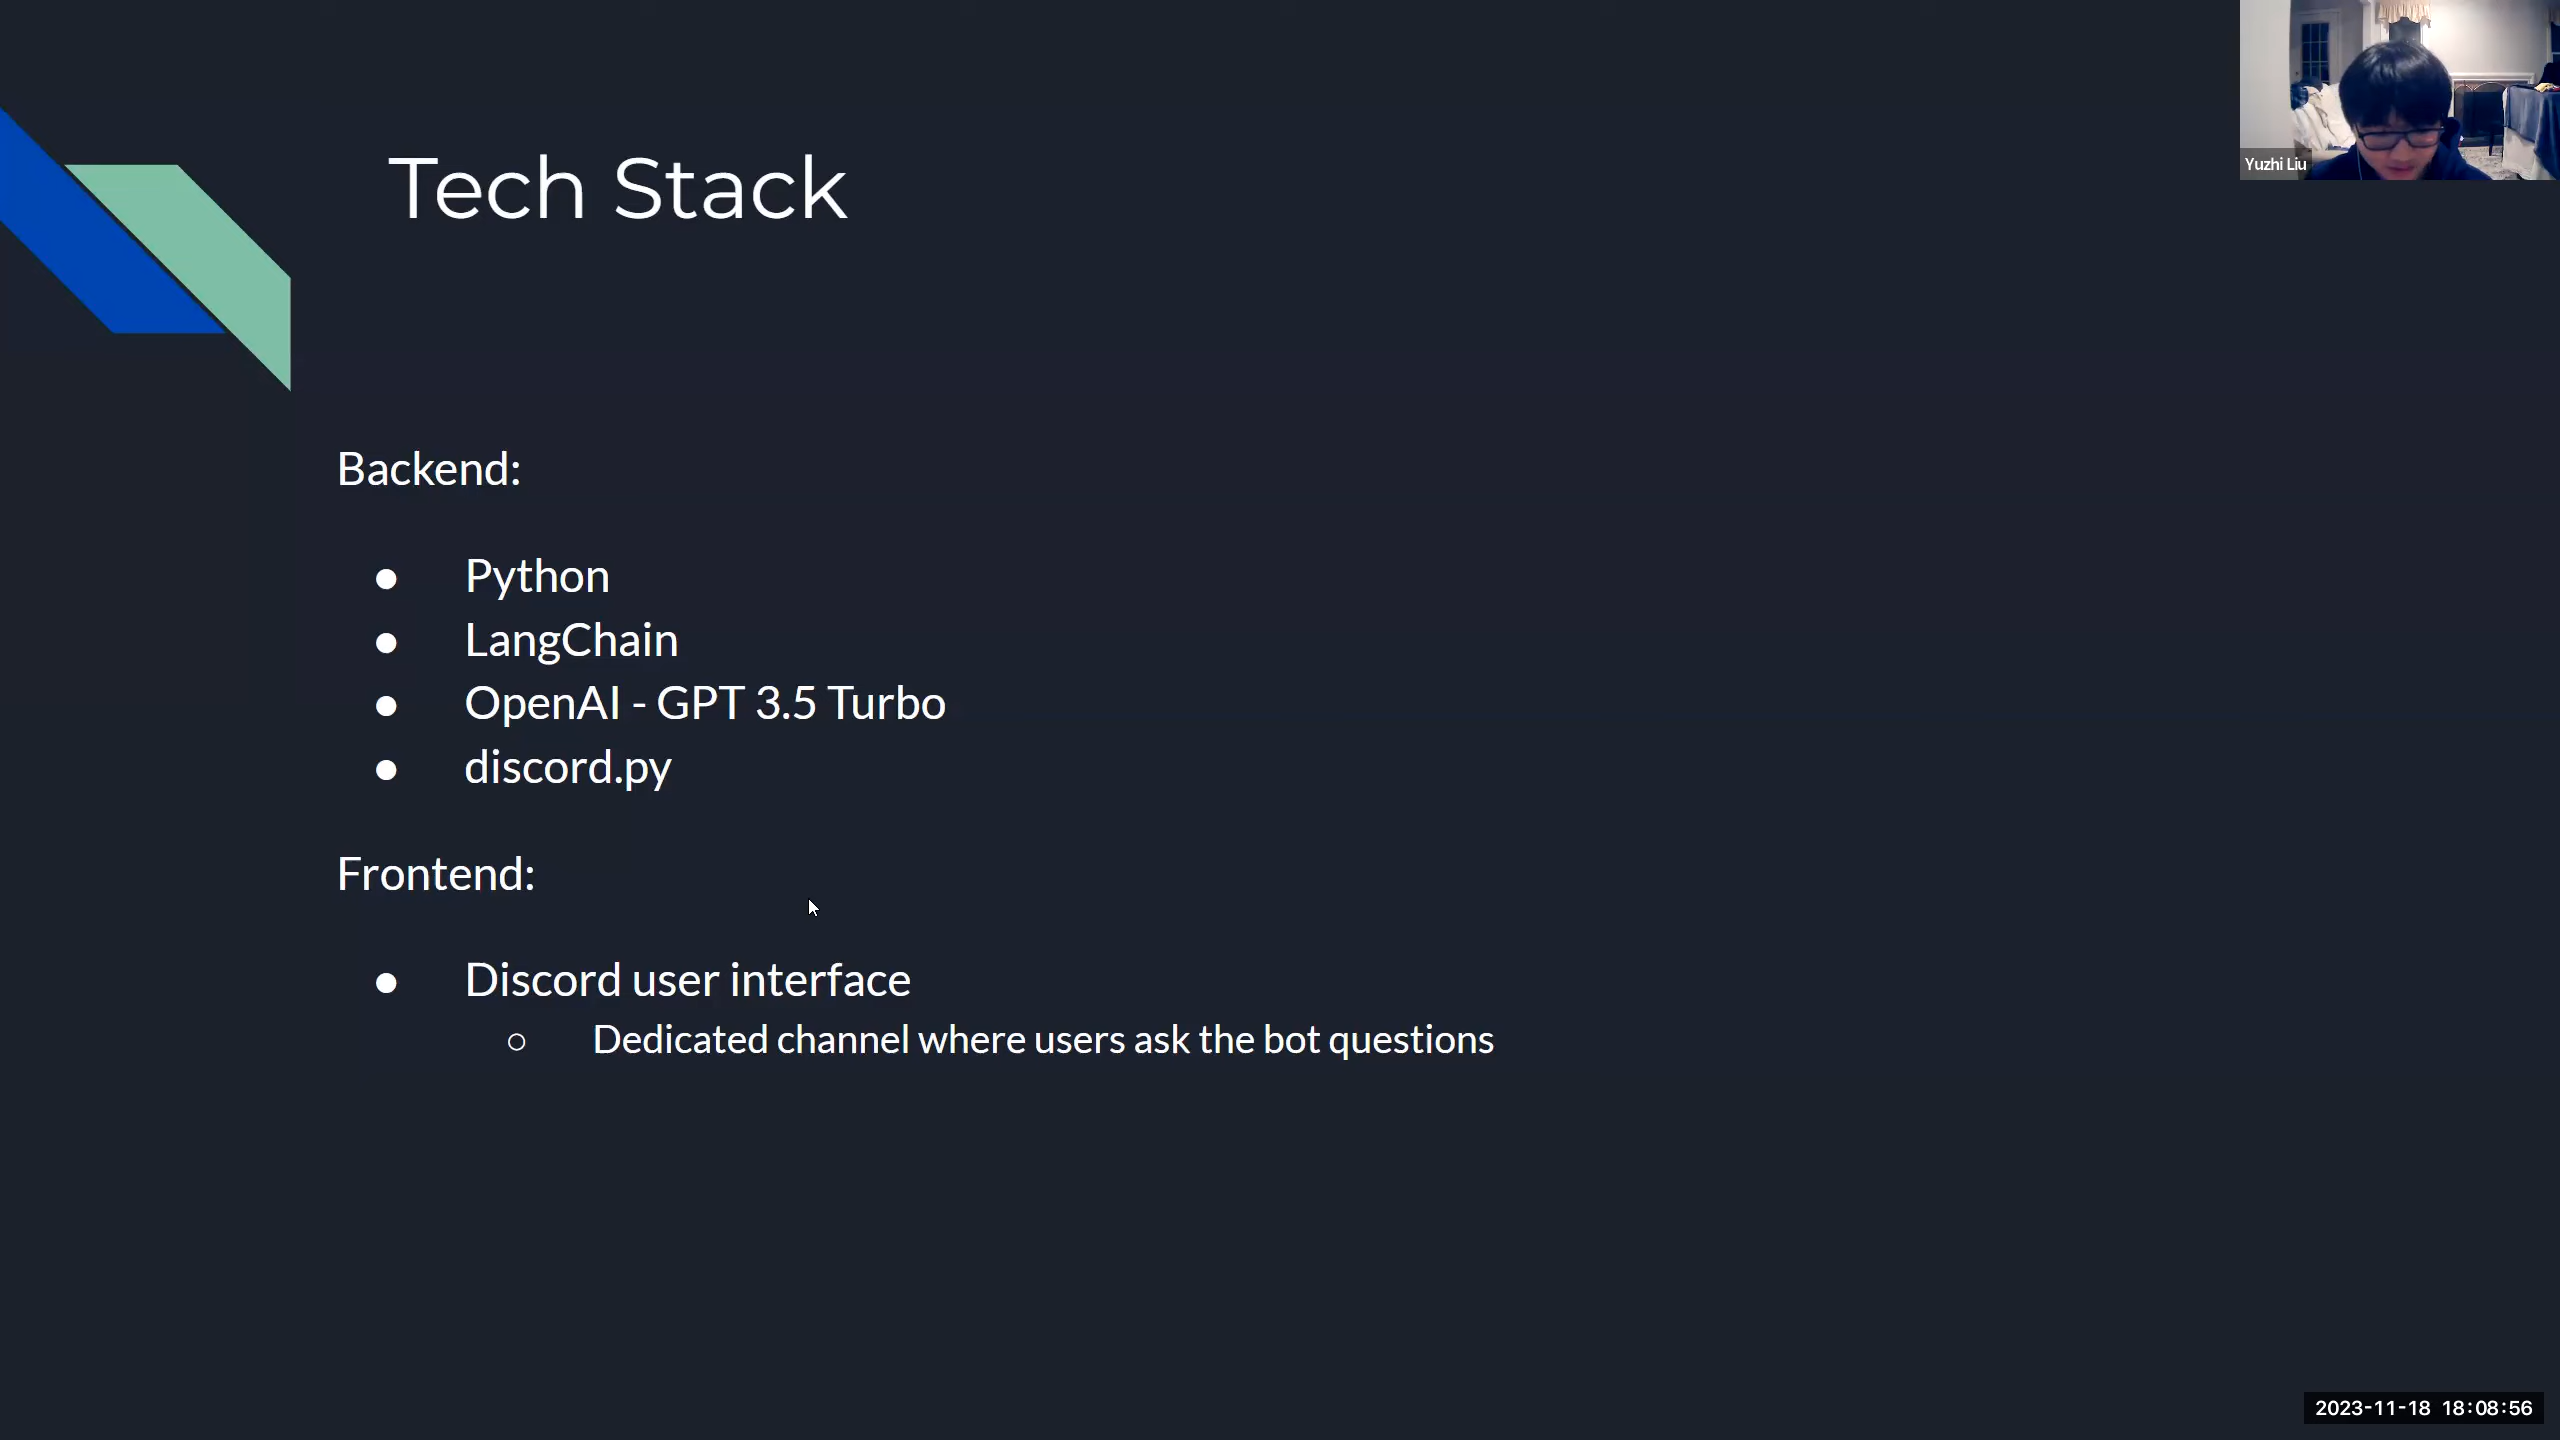 Tech Stack
Yuzhi Liu
Backend:
● Python
● LangChain
● OpenAI - GPT 3.5 Turbo
● discord.py
Frontend:
● Discord user interface
○ Dedicated channel where users ask the bot questions
2023-11-18 18:08:56